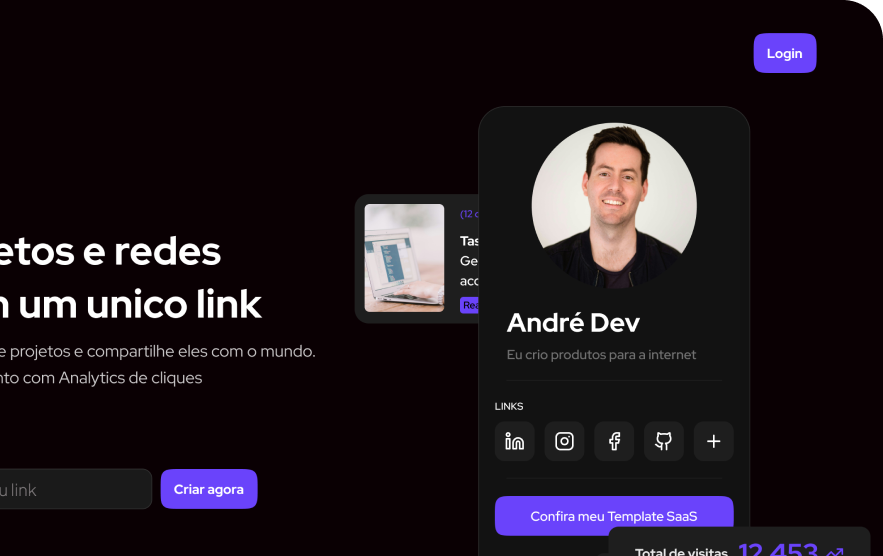 Login
etos e redes
um unico link
e projetos e compartilhe eles com o mundo.
nto com Analytics de cliques
u link
Criar agora
(12
Tas
Ge
acc
Rea
André Dev
Eu crio produtos para a internet
LINKS
Confira meu Template SaaS
Total de visitas 12.453